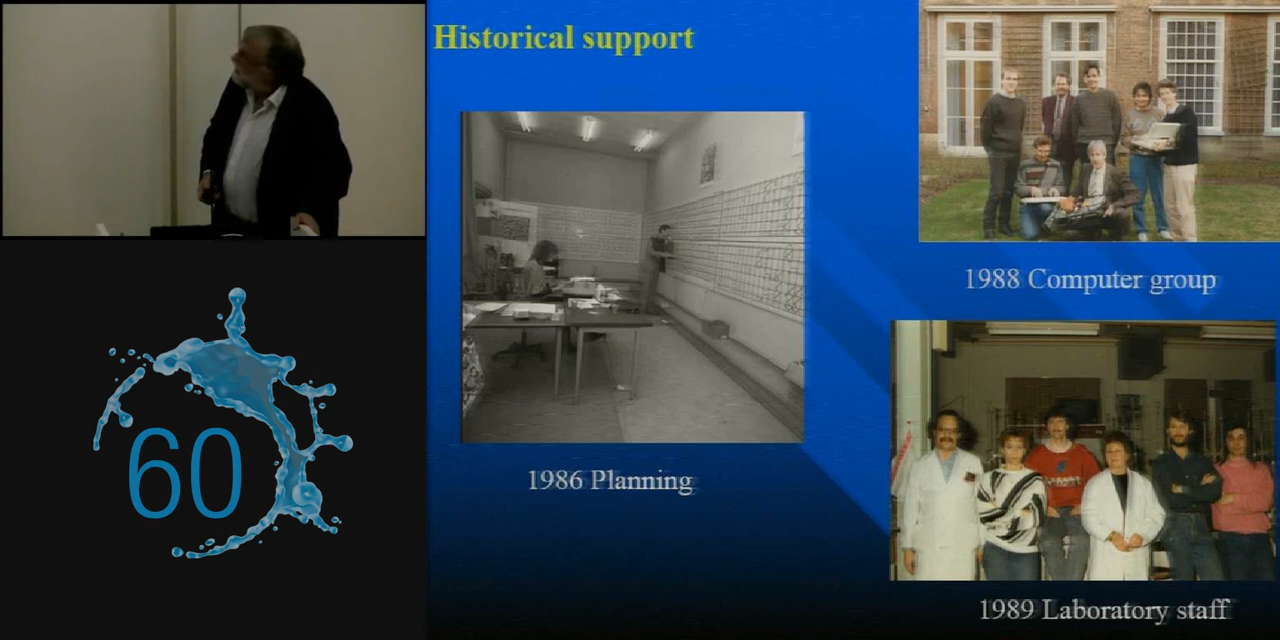 Historical support
1986 Planning
1988 Computer group
1989 Laboratory staff
60